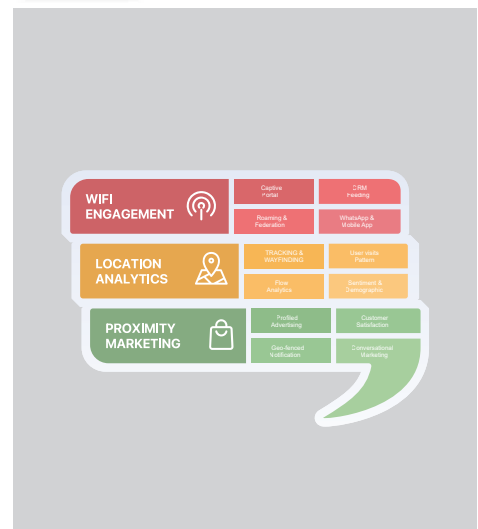 WIFI
ENGAGEMENT
Captive
Portal
CRM
Feeding
Roaming &
Federation
WhatsApp &
Mobile App
LOCATION
ANALYTICS
TRACKING &
WAYFINDING
User visits
Pattern
Flow
Analytics
Sentiment &
Demographic
PROXIMITY
MARKETING
Profiled
Advertising
Customer
Satisfaction
Geo-fenced
Notification
Conversational
Marketing